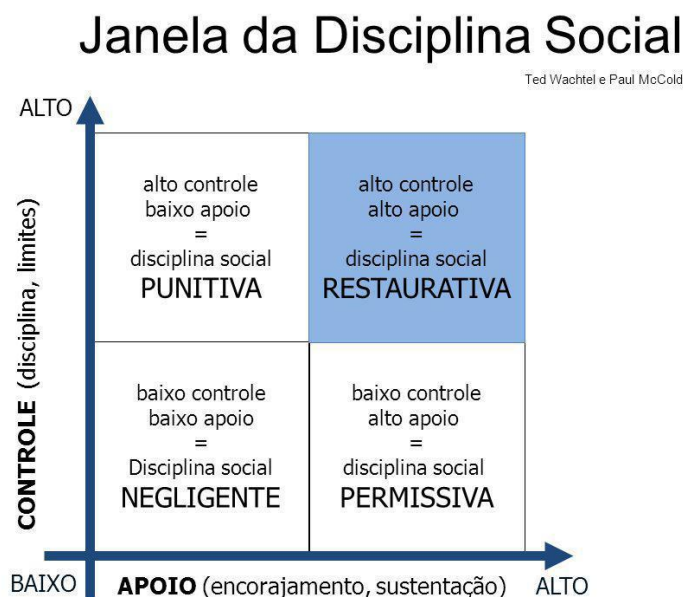 Janela da Disciplina Social
Ted Wachtel e Paul McCold
ALTO
CONTROLE (disciplina, limites)
alto controle
baixo apoio
=
disciplina social
PUNITIVA
alto controle
alto apoio
=
disciplina social
RESTAURATIVA
baixo controle
baixo apoio
=
Disciplina social
NEGLIGENTE
baixo controle
alto apoio
=
disciplina social
PERMISSIVA
BAIXO
APOIO (encorajamento, sustentação)
ALTO